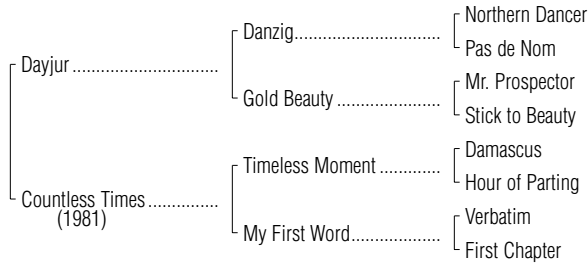 Northern Dancer
Danzig
Pas de Nom
Dayjur
Mr. Prospector
Gold Beauty
Stick to Beauty
Damascus
Timeless Moment
Hour of Parting
Countless Times
(1981)
Verbatim
My First Word
First Chapter